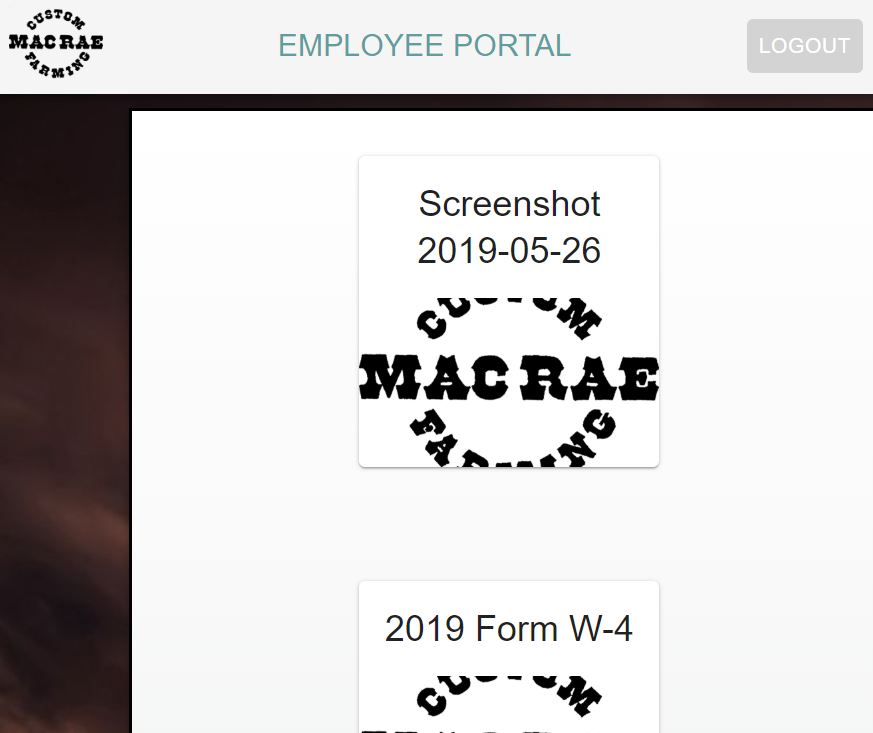 CUSTOM
MAC RAE
FARMING
EMPLOYEE PORTAL
LOGOUT
Screenshot
2019-05-26
CUSTOM
MAC RAE
FARMING
2019 Form W-4
CUSTOM